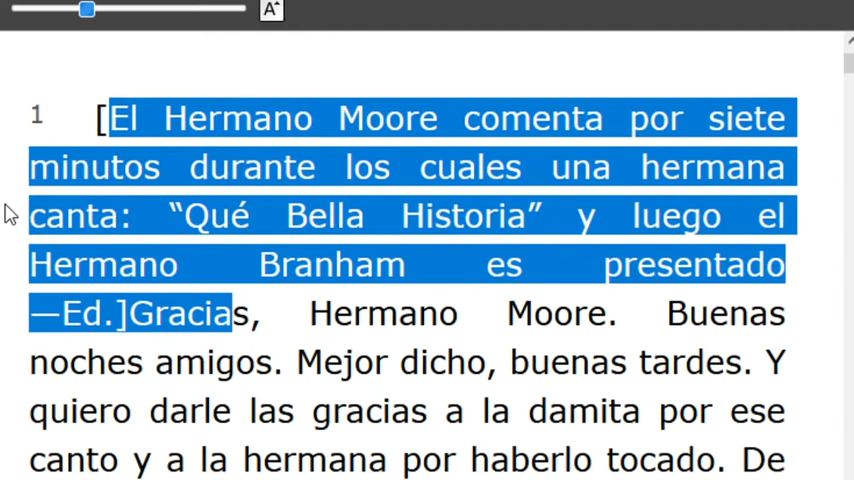 A
1 [El Hermano Moore comenta por siete
minutos durante los cuales una hermana
canta: “Qué Bella Historia” y luego el
Hermano Branham es presentado
—Ed.]Gracias, Hermano Moore. Buenas
noches amigos. Mejor dicho, buenas tardes. Y
quiero darle las gracias a la damita por ese
canto y a la hermana por haberlo tocado. De